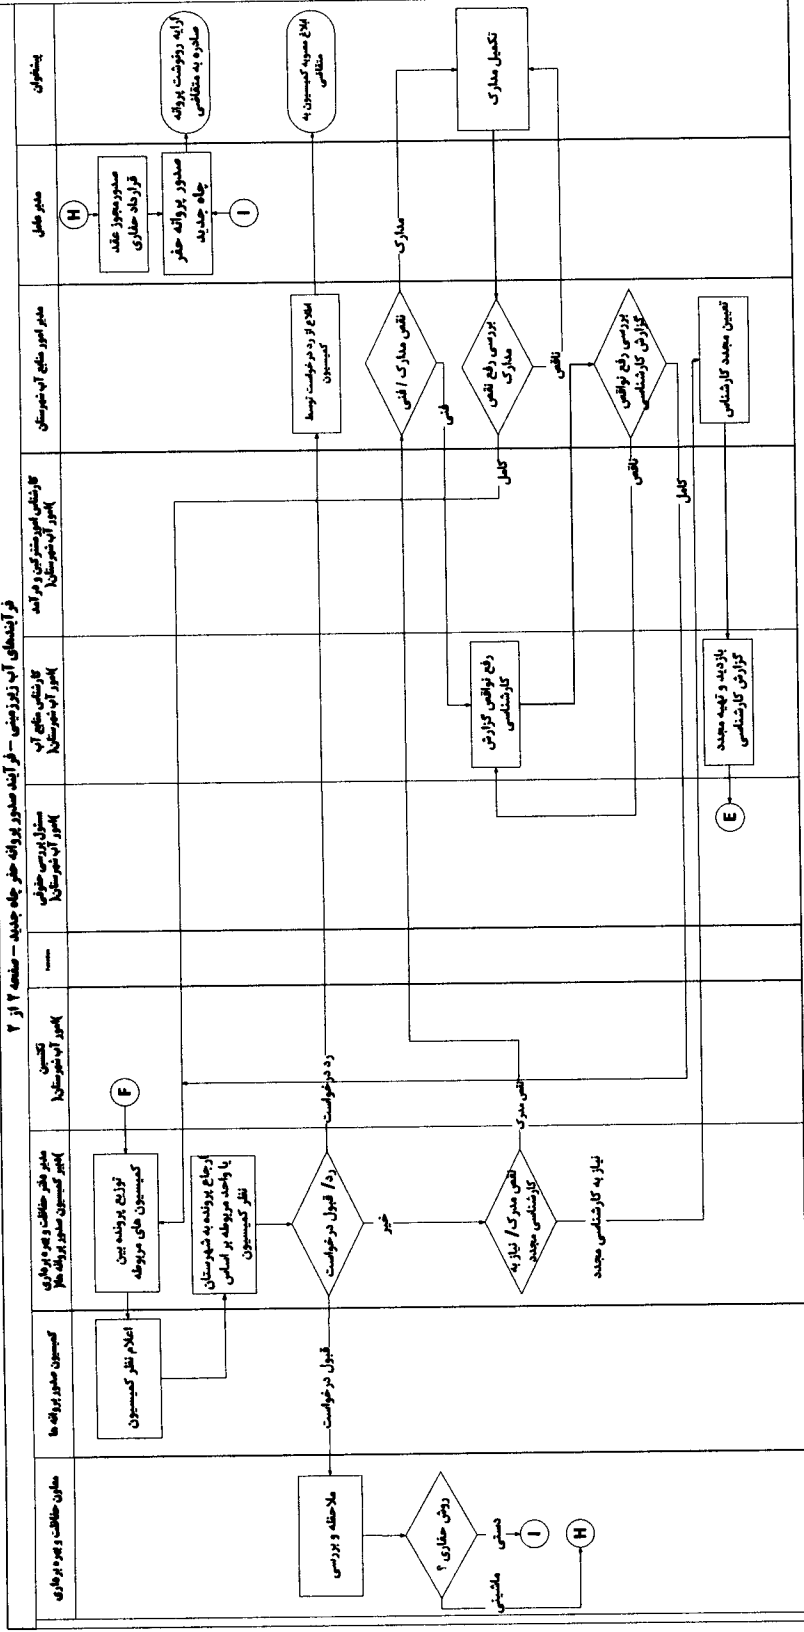 فرآیندهای آب زیرزمینی – فرآیند صدور پروانه حفر چاه جدید – صفحه ۲ از ۲
پیشخوان
مدیر عامل
مدیر امور منابع آب شهرستان
کارشناس امور مشترکین و درآمد
)امور آب شهرستان(
کارشناس منابع آب
)امور آب شهرستان(
مسئول بررسی حقوقی
)امور آب شهرستان(
تکنسین
)امور آب شهرستان(
مدیر دفتر حفاظت و بهره برداری
)دبیر کمیسیون صدور پروانه ها(
کمیسیون صدور پروانه ها
معاون حفاظت و بهره برداری
ارایه رونوشت پروانه
صادره به متقاضی
ابلاغ مصوبه کمیسیون به
متقاضی
تکمیل مدارک
H
صدور مجوز عقد
قرارداد حفاری
صدور پروانه حفر
چاه جدید
I
مدارک
اطلاع از رد درخواست توسط
کمیسیون
نقص مدارک / فنی
فنی
بررسی رفع نقص
مدارک
ناقص
کامل
بررسی رفع نواقص
گزارش کارشناسی
ناقص
کامل
تعیین مجدد کارشناس
رفع نواقص گزارش
کارشناسی
بازدید و تهیه مجدد
گزارش کارشناسی
E
F
رد درخواست
نقص مدرک
توزیع پرونده بین
کمیسیون های مربوطه
ارجاع پرونده به شهرستان
یا واحد مربوطه بر اساس
نظر کمیسیون
رد/ قبول درخواست
خیر
نقص مدرک/ نیاز به
کارشناسی مجدد
نیاز به کارشناسی مجدد
اعلام نظر کمیسیون
قبول درخواست
ملاحظه و بررسی
روش حفاری ؟
دستی
I
ماشینی
H